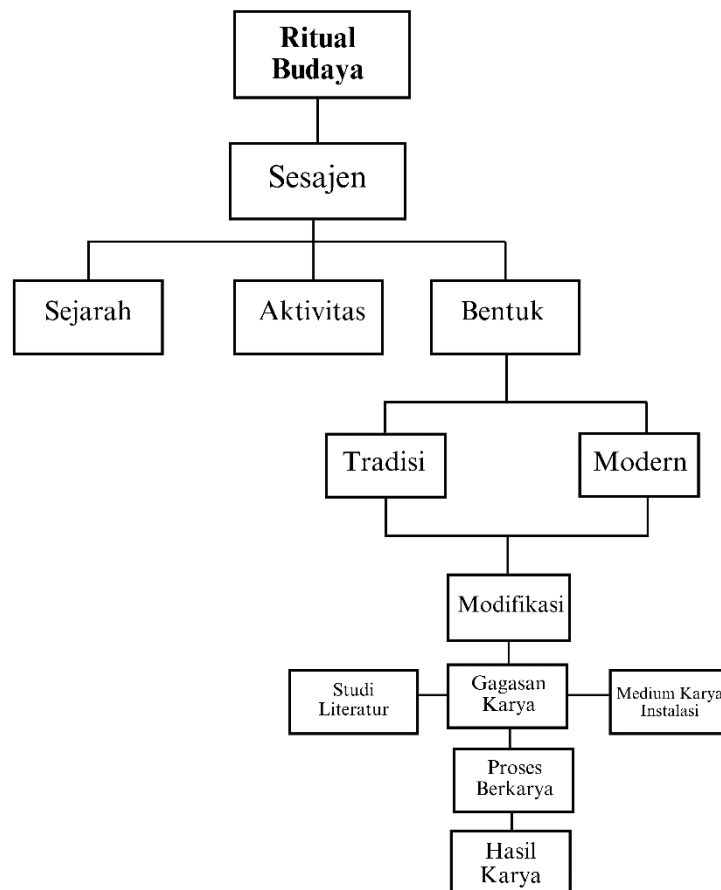 Ritual
Budaya
Sesajen
Sejarah
Aktivitas
Bentuk
Tradisi
Modern
Modifikasi
Studi
Literatur
Gagasan
Karya
Medium Karya
Instalasi
Proses
Berkarya
Hasil
Karya